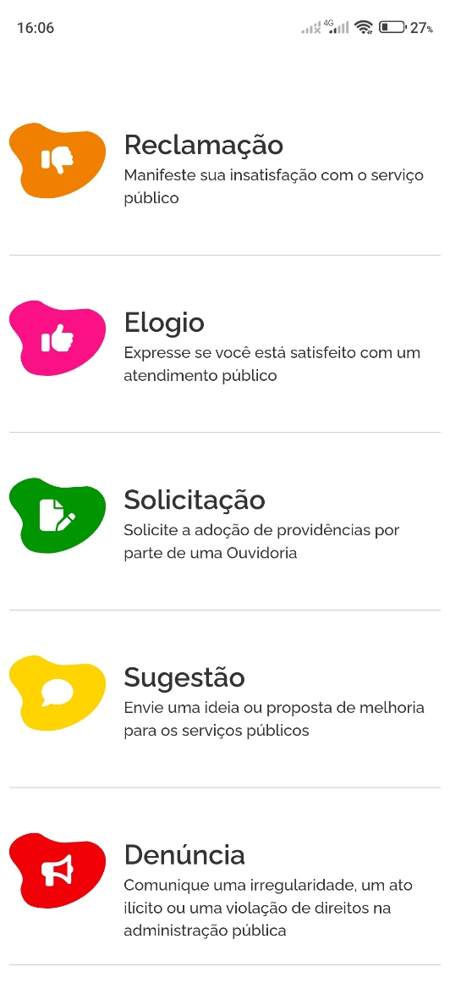 16:06
4G
27%
Reclamação
Manifeste sua insatisfação com o serviço
público
Elogio
Expresse se você está satisfeito com um
atendimento público
Solicitação
Solicite a adoção de providências por
parte de uma Ouvidoria
Sugestão
Envie uma ideia ou proposta de melhoria
para os serviços públicos
Denúncia
Comunique uma irregularidade, um ato
ilícito ou uma violação de direitos na
administração pública